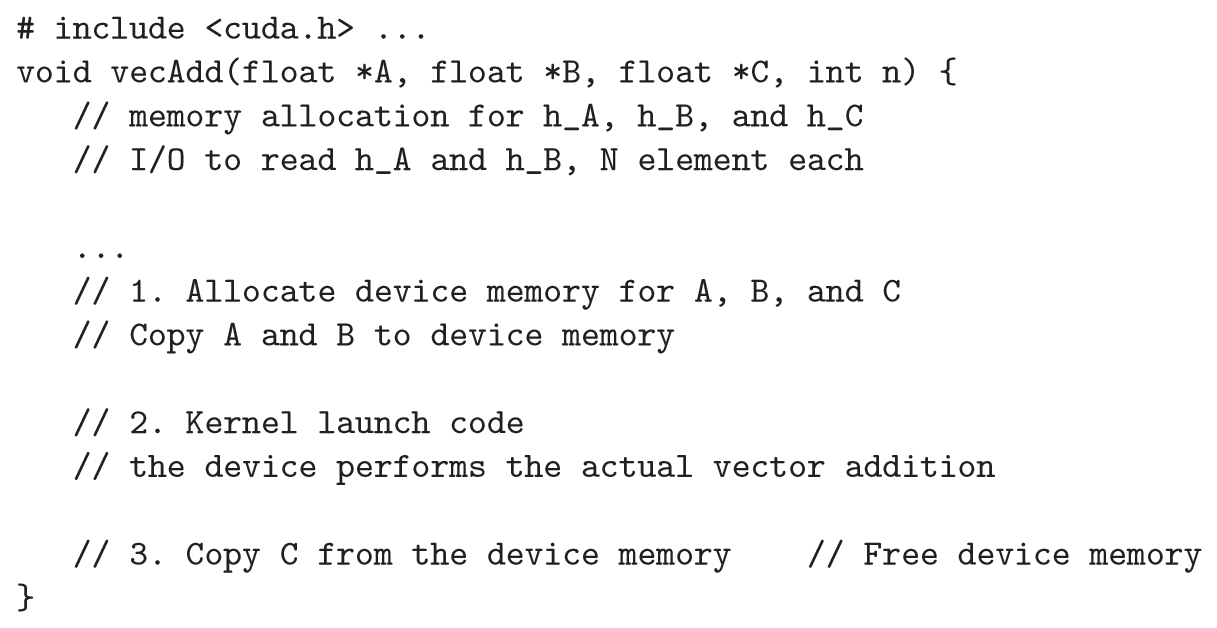 # include <cuda.h> ...
void vecAdd(float *A, float *B, float *C, int n) {
// memory allocation for h_A, h_B, and h_C
// I/O to read h_A and h_B, N element each
...
// 1. Allocate device memory for A, B, and C
// Copy A and B to device memory
// 2. Kernel launch code
// the device performs the actual vector addition
// 3. Copy C from the device memory    // Free device memory
}